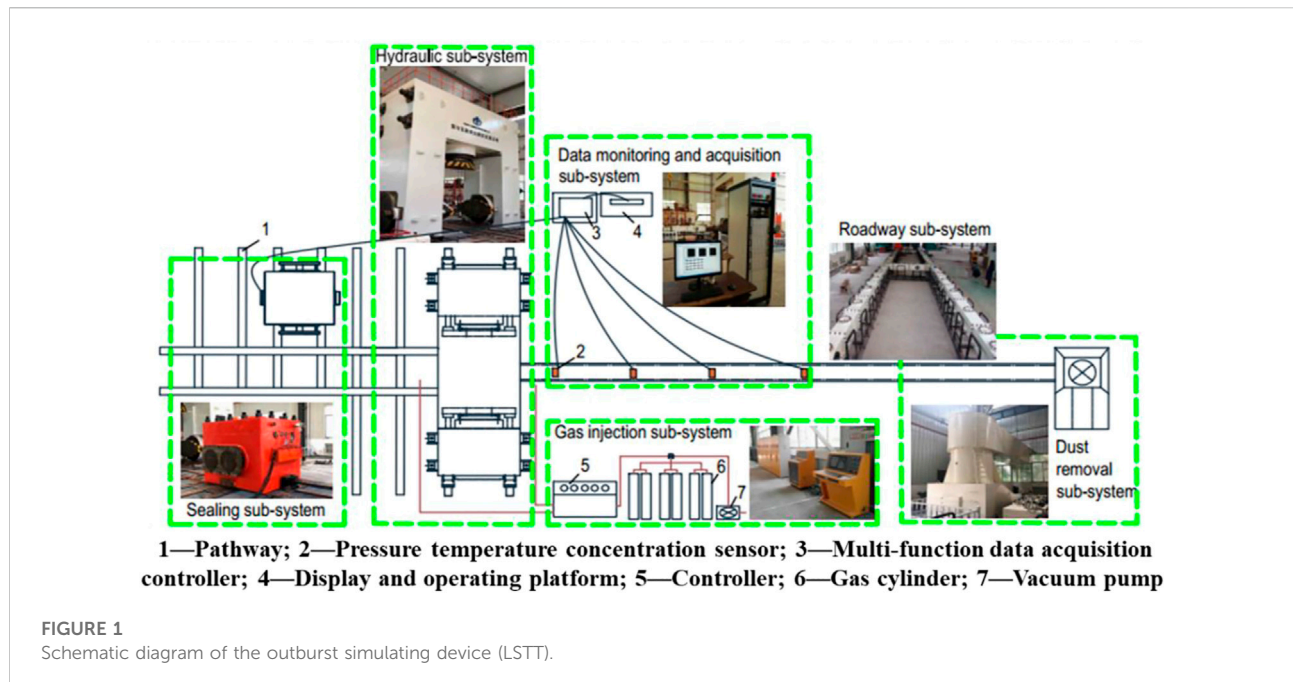 Hydraulic sub-system
Data monitoring and acquisition
sub-system
3
4
1
Roadway sub-system
2
Gas injection sub-system
5
6
7
Dust
removal
sub-system
Sealing sub-system
1—Pathway; 2—Pressure temperature concentration sensor; 3—Multi-function data acquisition
controller; 4—Display and operating platform; 5—Controller; 6—Gas cylinder; 7—Vacuum pump
FIGURE 1
Schematic diagram of the outburst simulating device (LSTT).